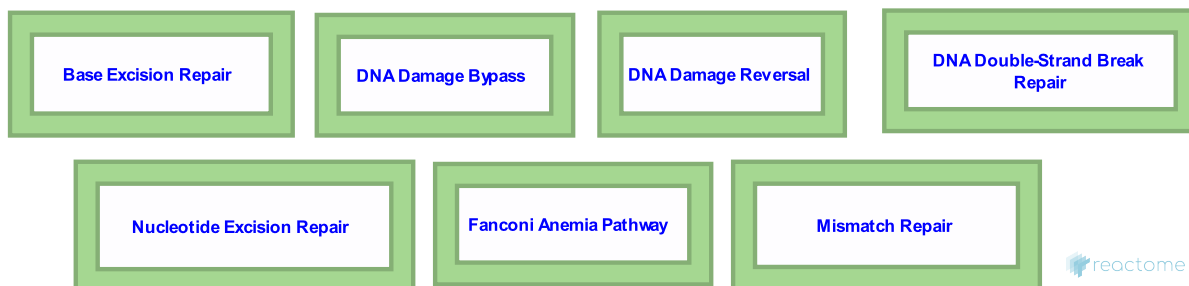 Base Excision Repair
DNA Damage Bypass
DNA Damage Reversal
DNA Double-Strand Break
Repair
Nucleotide Excision Repair
Fanconi Anemia Pathway
Mismatch Repair
reactome